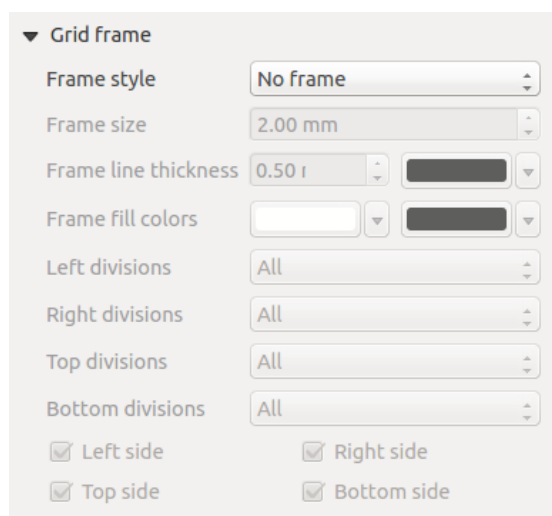 Grid frame
Frame style No frame
Frame size 2.00 mm
Frame line thickness 0.50
Frame fill colors
Left divisions All
Right divisions All
Top divisions All
Bottom divisions All
Left side Right side
Top side Bottom side